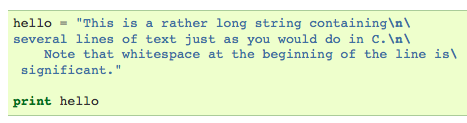 hello = "This is a rather long string containing\n\
several lines of text just as you would do in C.\n\
    Note that whitespace at the beginning of the line is\
 significant."

print hello